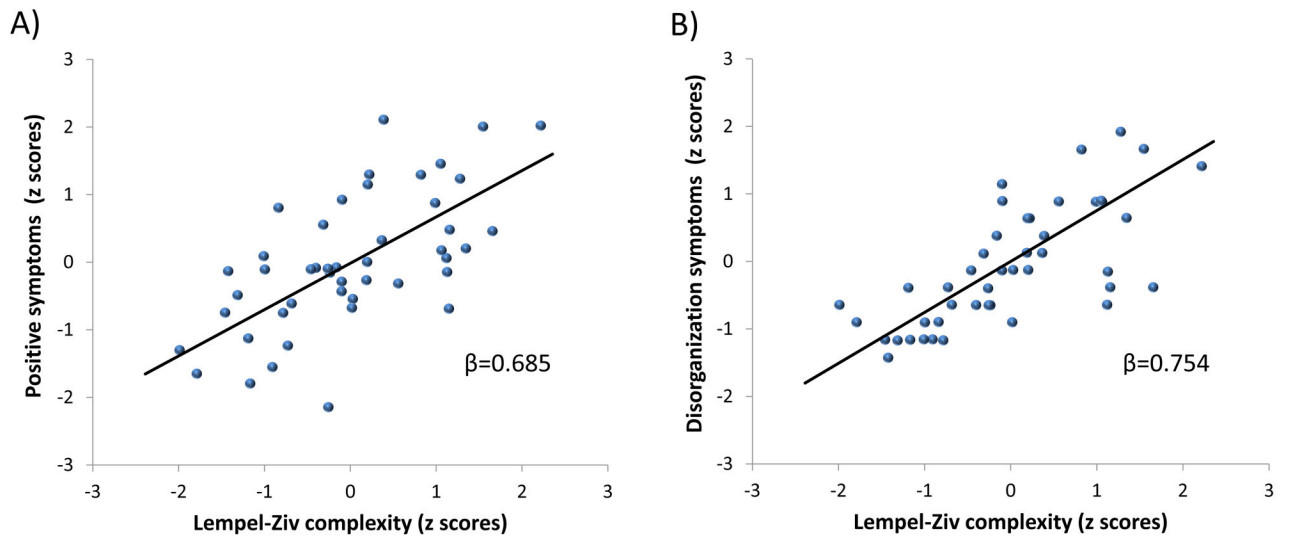 A)
3
2
1
0
-1
-2
-3
-3 -2 -1 0 1 2 3
Positive symptoms (z scores)
Lempel-Ziv complexity (z scores)
β=0.685
B)
3
2
1
0
-1
-2
-3
-3 -2 -1 0 1 2 3
Disorganization symptoms (z scores)
Lempel-Ziv complexity (z scores)
β=0.754